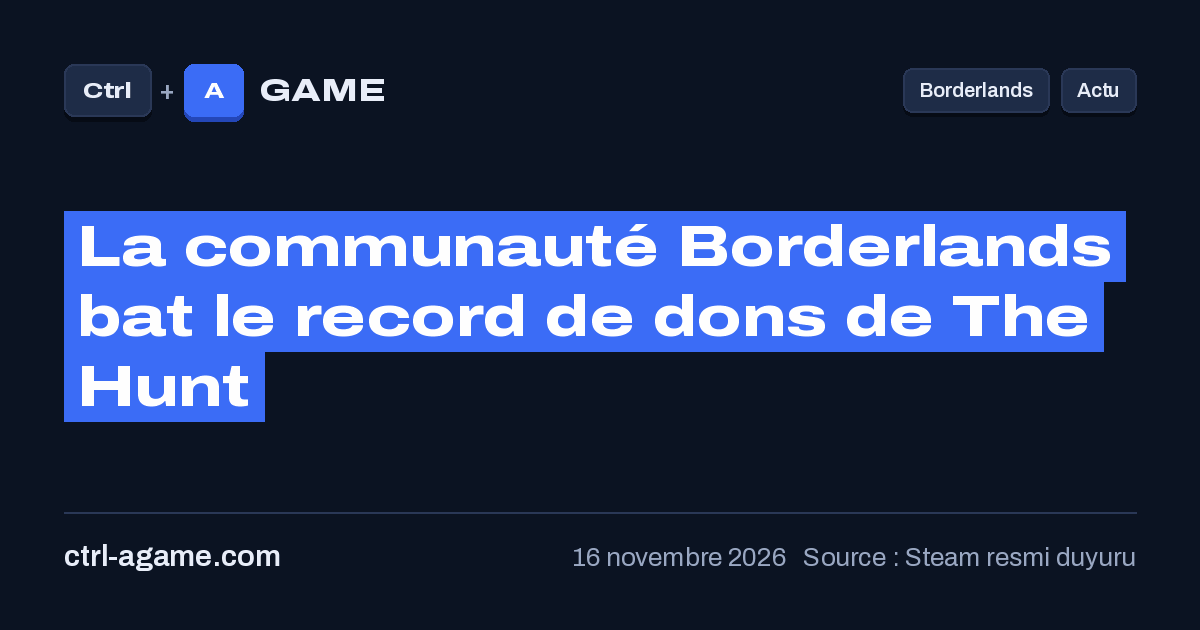 Ctrl + A GAME
Borderlands Actu
La communauté Borderlands
bat le record de dons de The
Hunt
ctrl-agame.com
16 novembre 2026 Source : Steam resmi duyuru